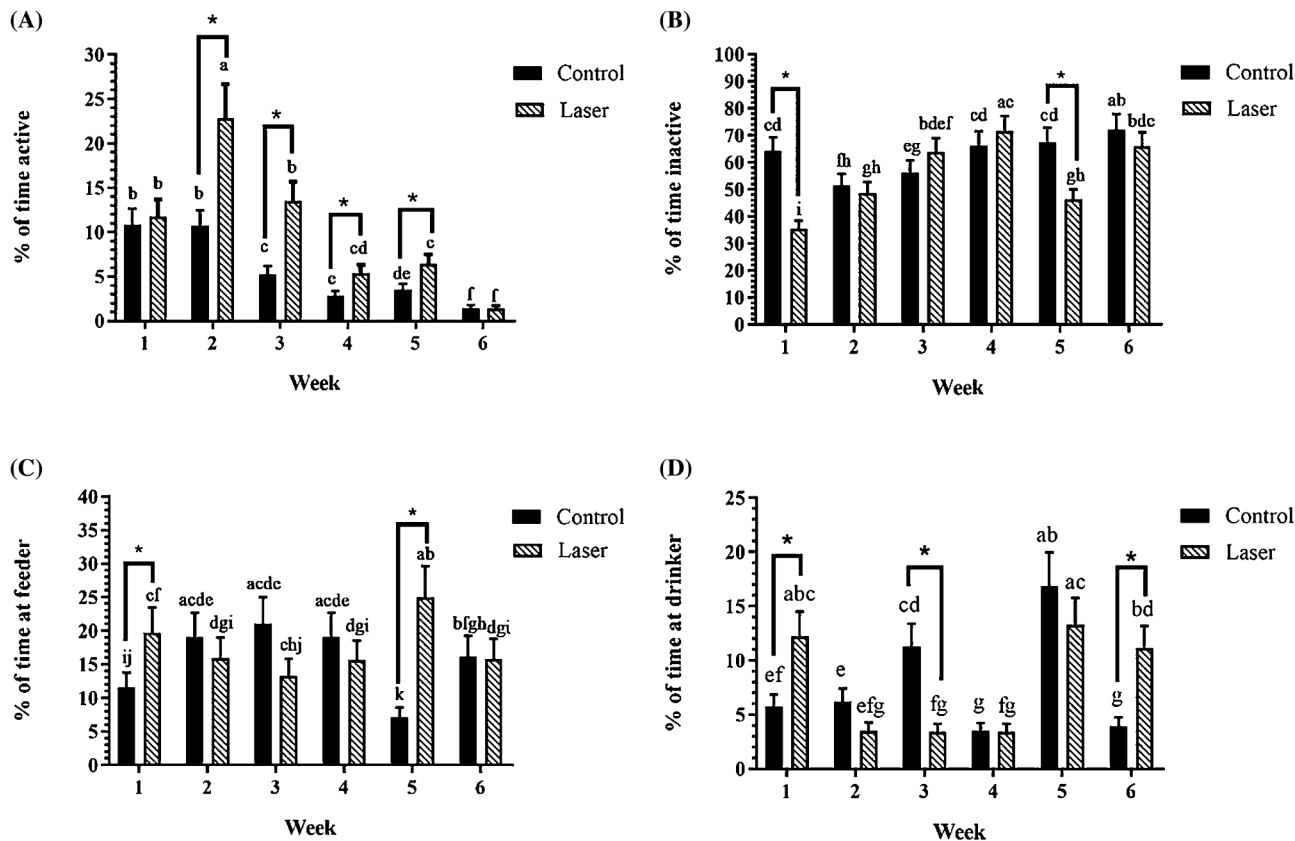 (A)
*
30
25
20
15
10
5
0
% of time active
a
*
b
*
*
b
b
b
c
c
cd
de
c
f
f
1 2 3 4 5 6
Week
Control
Laser
(B)
100
90
80
70
60
50
40
30
20
10
0
% of time inactive
*
*
cd
i
fh
gh
eg
bdef
cd
ac
cd
gh
ab
bdc
1 2 3 4 5 6
Week
Control
Laser
(C)
40
35
30
25
20
15
10
5
0
% of time at feeder
*
*
ij
cf
acde
dgi
acde
chj
acde
dgi
k
ab
bfgh
dgi
1 2 3 4 5 6
Week
Control
Laser
(D)
25
20
15
10
5
0
% of time at drinker
*
*
*
ef
abc
e
efg
cd
fg
g
fg
ab
ac
g
bd
1 2 3 4 5 6
Week
Control
Laser